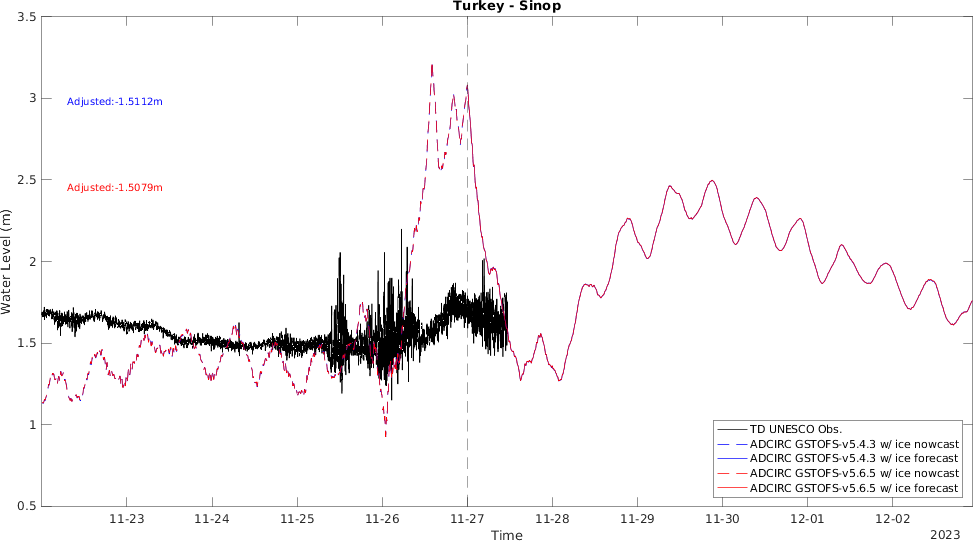 Turkey - Sinop
3.5
3
2.5
2
1.5
1
0.5
Water Level (m)
Adjusted:-1.5112m
Adjusted:-1.5079m
TD UNESCO Obs.
ADCIRC GSTOFS-v5.4.3 w/ ice nowcast
ADCIRC GSTOFS-v5.4.3 w/ ice forecast
ADCIRC GSTOFS-v5.6.5 w/ ice nowcast
ADCIRC GSTOFS-v5.6.5 w/ ice forecast
11-23 11-24 11-25 11-26 11-27 11-28 11-29 11-30 12-01 12-02
Time
2023